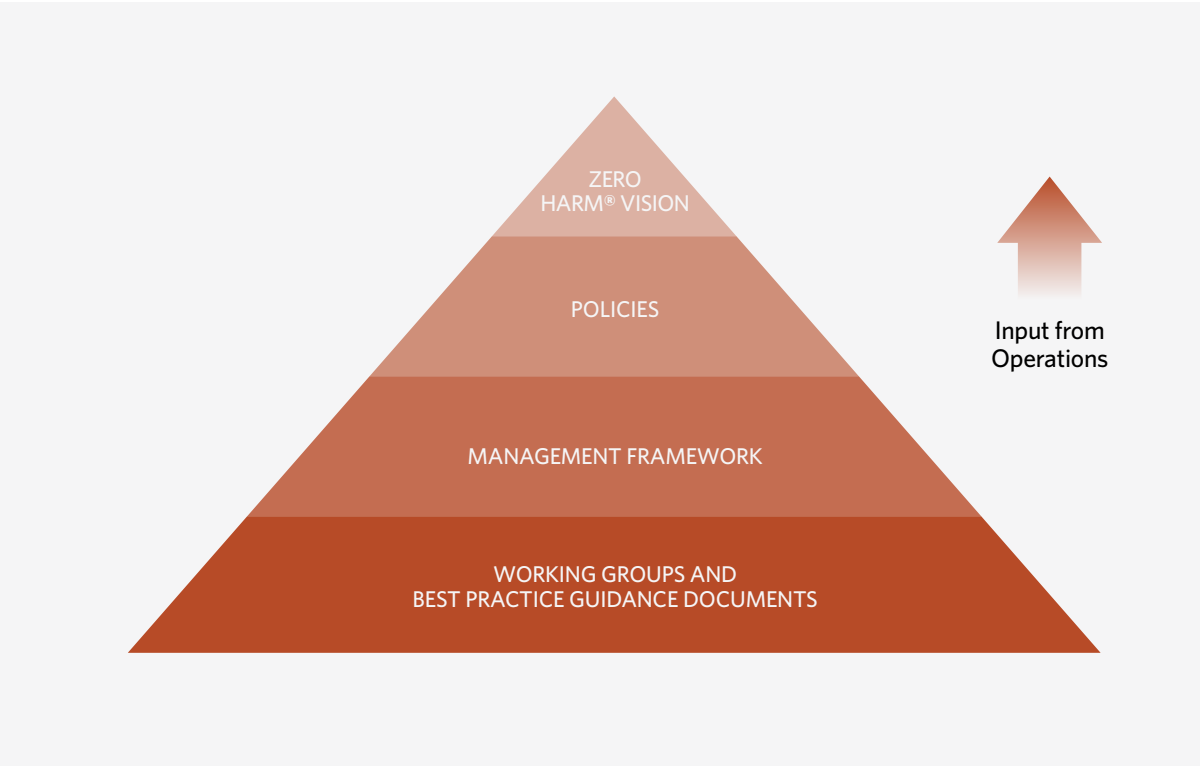 ZERO
HARM® VISION
POLICIES
MANAGEMENT FRAMEWORK
WORKING GROUPS AND
BEST PRACTICE GUIDANCE DOCUMENTS
Input from
Operations